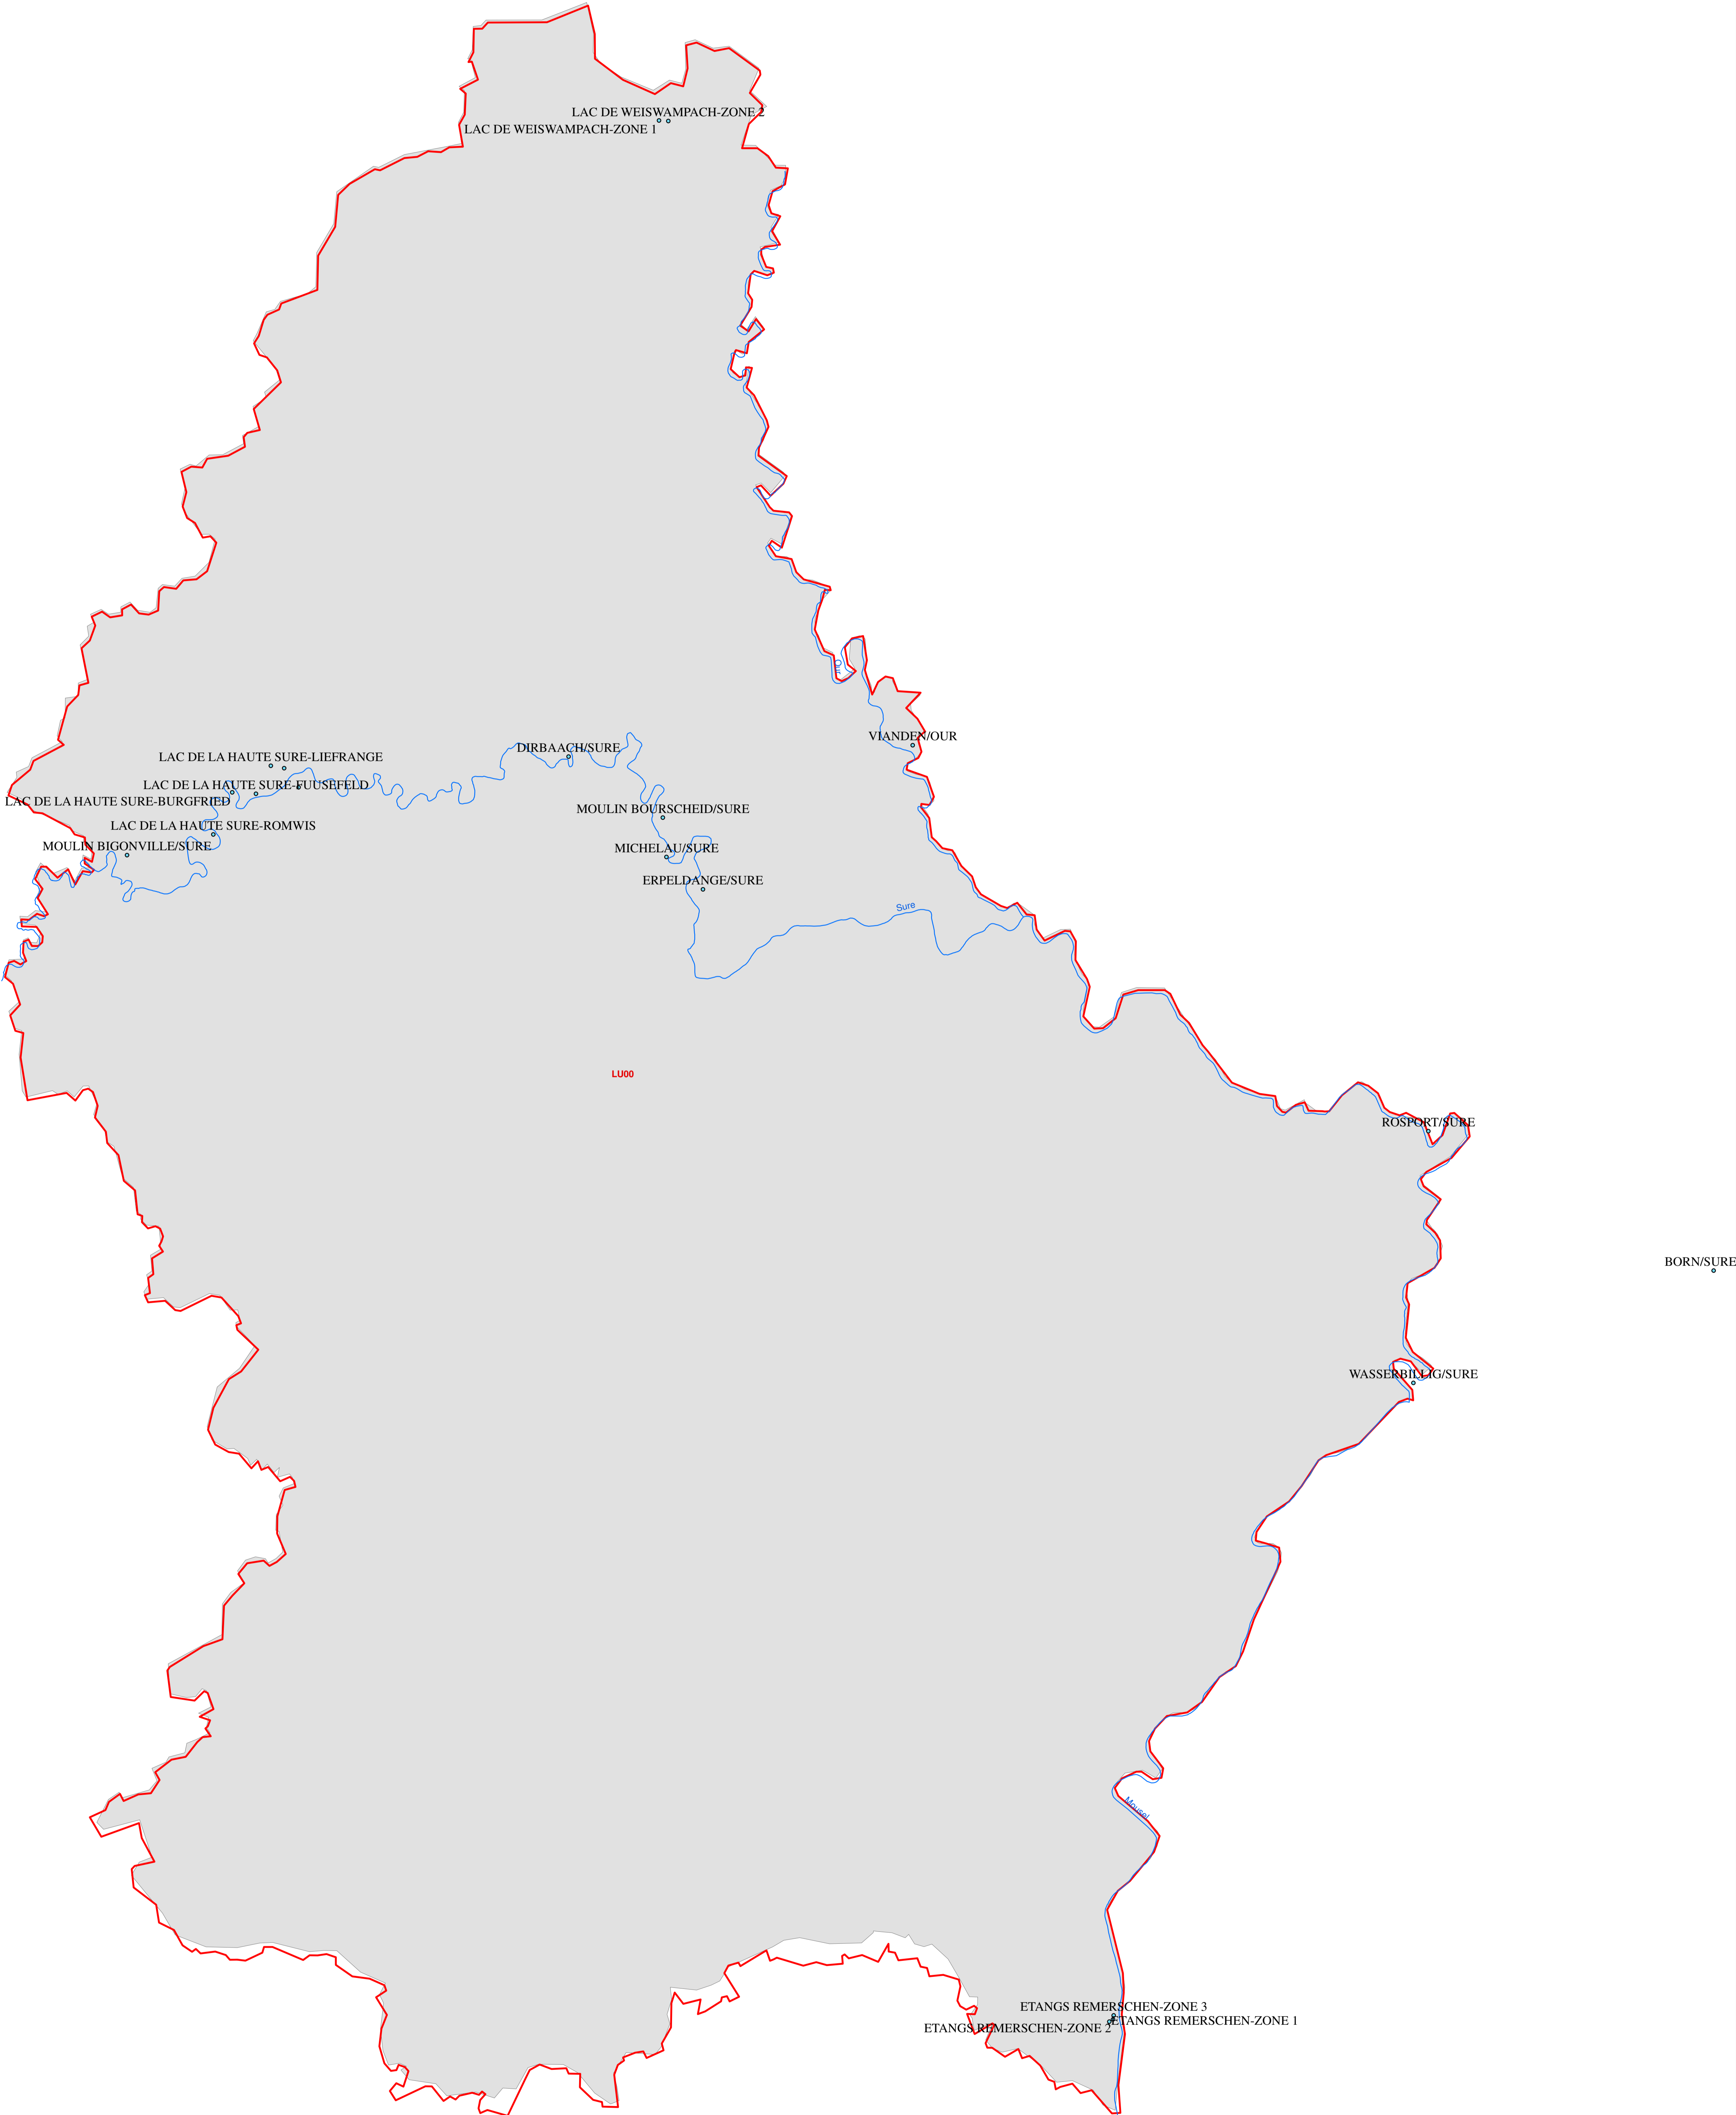 LAC DE WEISWAMPACH-ZONE 2
LAC DE WEISWAMPACH-ZONE 1
Our
VIANDEN/OUR
DIRBAACH/SURE
LAC DE LA HAUTE SURE-LIEFRANGE
LAC DE LA HAUTE SURE-FUUSEFELD
LAC DE LA HAUTE SURE-BURGFRIED
MOULIN BOURSCHEID/SURE
LAC DE LA HAUTE SURE-ROMWIS
MOULIN BIGONVILLE/SURE
MICHELAU/SURE
ERPELDANGE/SURE
Sure
LU00
ROSPORT/SURE
BORN/SURE
WASSERBILLIG/SURE
Mousel
ETANGS REMERSCHEN-ZONE 3
ETANGS REMERSCHEN-ZONE 1
ETANGS REMERSCHEN-ZONE 2